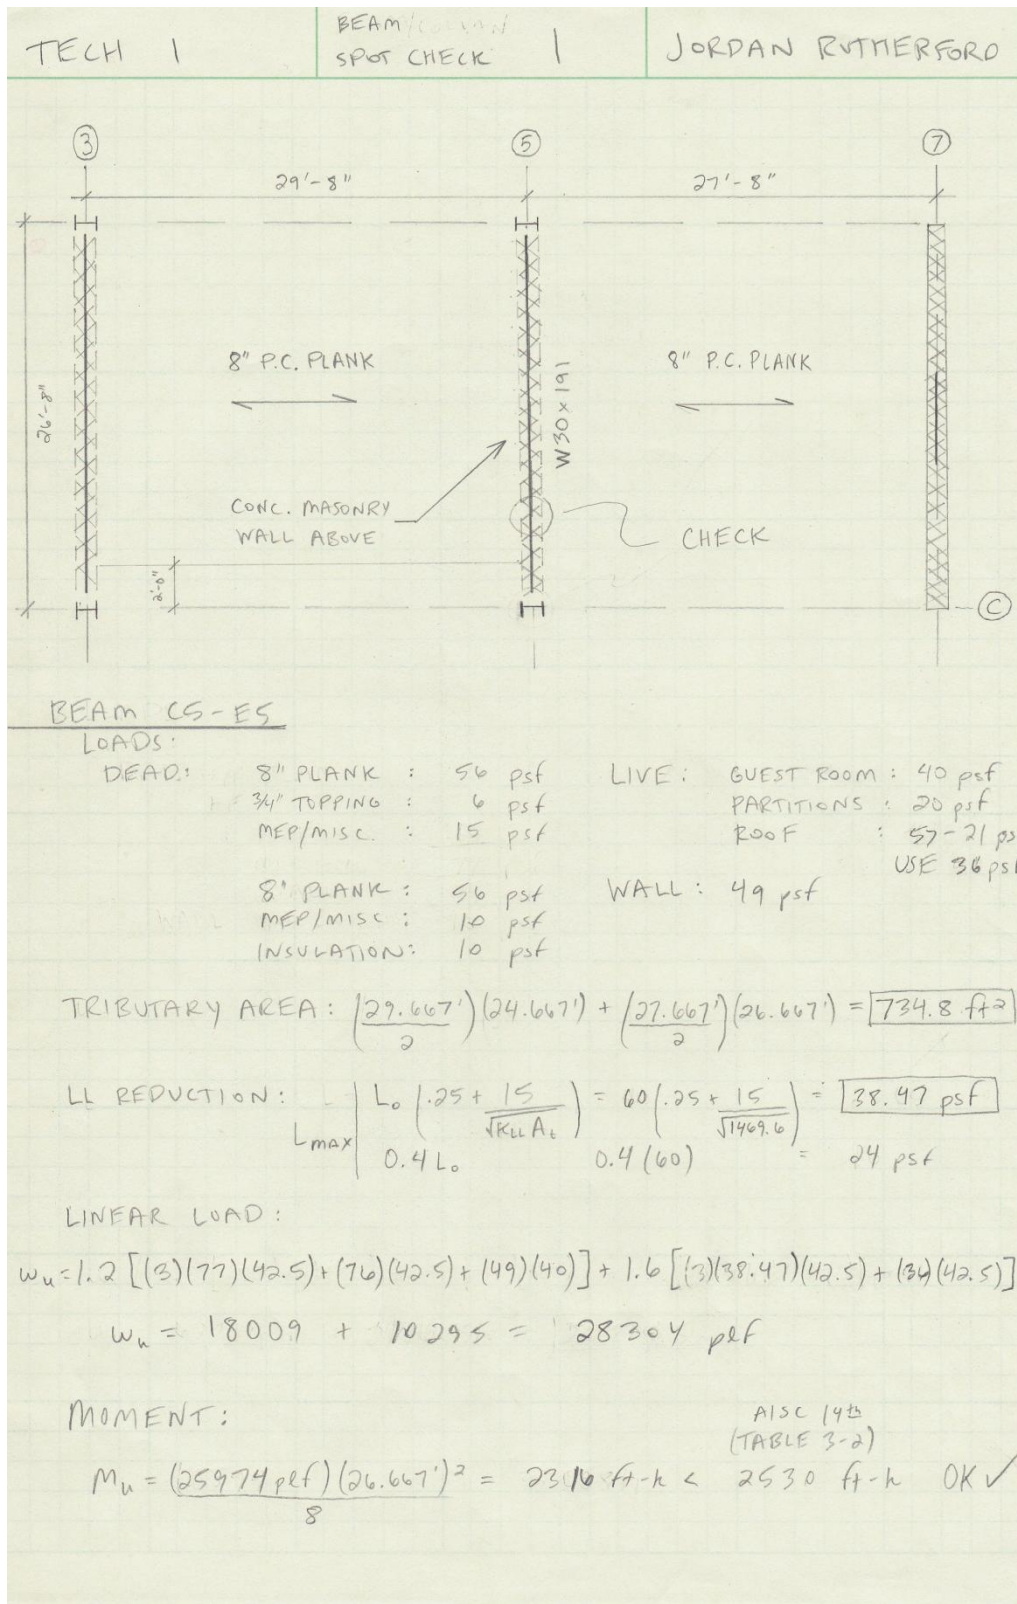 TECH 1
BEAM
SPOT CHECK 1
JORDAN RUTHERFORD
3 5 7
29'-8" 27'-8"
26'-8"
8" P.C. PLANK
8" P.C. PLANK
W30x191
CONC. MASONRY
WALL ABOVE
CHECK
2'-0"
C
BEAM C5-E5
LOADS:
DEAD: 8" PLANK : 56 psf LIVE: GUEST ROOM: 40 psf
3/4" TOPPING : 6 psf PARTITIONS : 20 psf
MEP/MISC. : 15 psf ROOF : 57-21 ps
USE 36 psf
8" PLANK : 56 psf WALL: 49 psf
MEP/MISC : 10 psf
INSULATION: 10 psf
TRIBUTARY AREA: (29.667'/2)(24.667') + (27.667'/2)(26.667') = 734.8 ft2
LL REDUCTION: Lmax | Lo (.25 + 15/√KLL At) = 60(.25 + 15/√1469.6) = 38.47 psf
0.4 Lo 0.4(60) = 24 psf
LINEAR LOAD:
wu = 1.2 [(3)(77)(42.5) + (76)(42.5) + (49)(40)] + 1.6 [(3)(38.47)(42.5) + (36)(42.5)]
wu = 18009 + 10295 = 28304 plf
MOMENT:
AISC 14th
(TABLE 3-2)
Mu = (25974 plf)(26.667')²/8 = 2316 ft-k < 2530 ft-k OK ✓